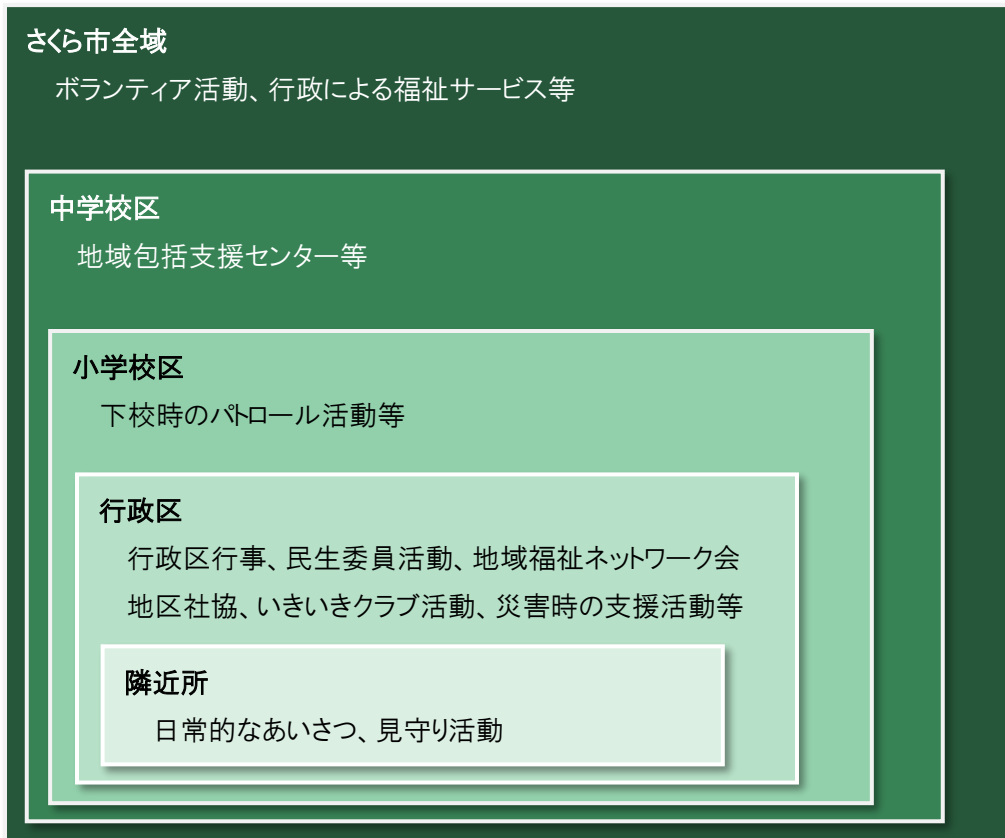 さくら市全域
ボランティア活動、行政による福祉サービス等
中学校区
地域包括支援センター等
小学校区
下校時のパトロール活動等
行政区
行政区行事、民生委員活動、地域福祉ネットワーク会
地区社協、いきいきクラブ活動、災害時の支援活動等
隣近所
日常的なあいさつ、見守り活動